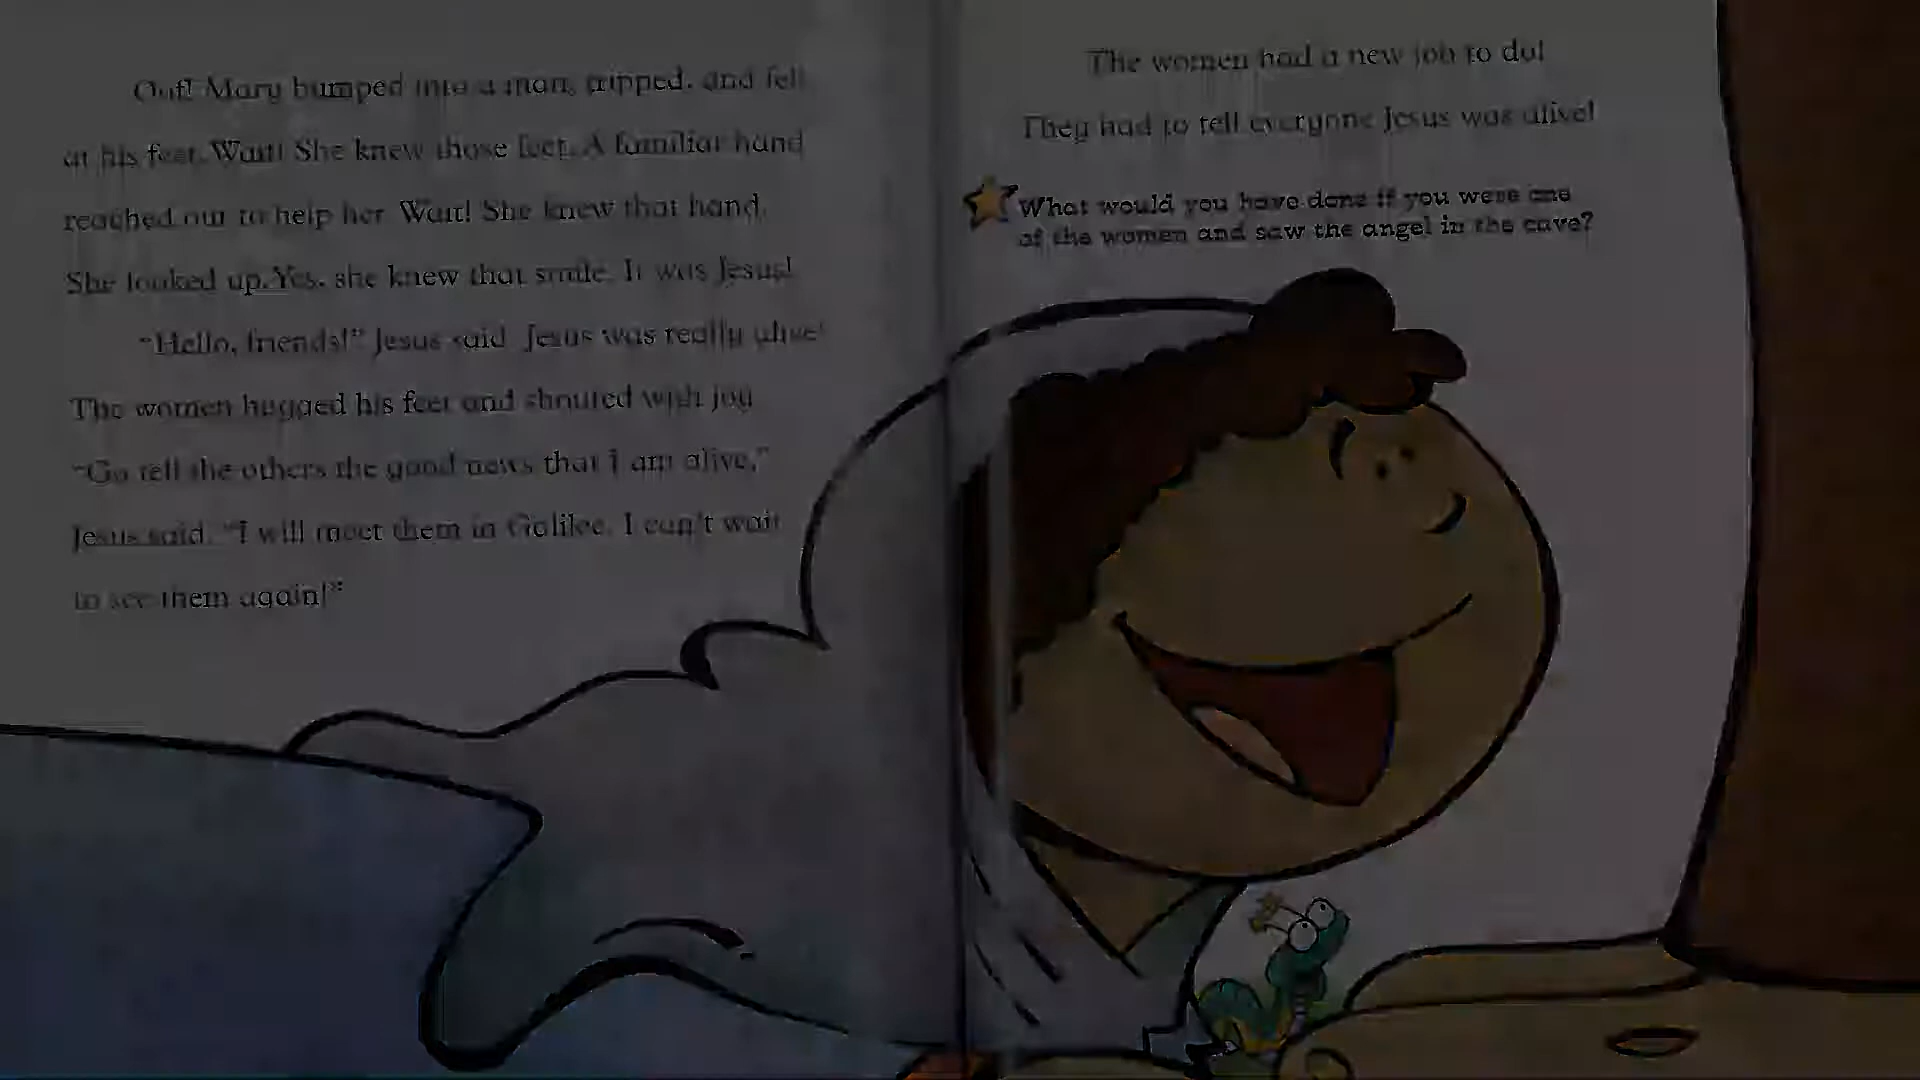 Oof! Mary bumped into a man, tripped, and fell
at his feet. Wait! She knew those feet. A familiar hand
reached out to help her. Wait! She knew that hand.
She looked up. Yes, she knew that smile. It was Jesus!
“Hello, friends!” Jesus said. Jesus was really alive!
The women hugged his feet and shouted with joy.
“Go tell the others the good news that I am alive,”
Jesus said. “I will meet them in Galilee. I can’t wait
to see them again!”
The women had a new job to do!
They had to tell everyone Jesus was alive!
What would you have done if you were one
of the women and saw the angel in the cave?